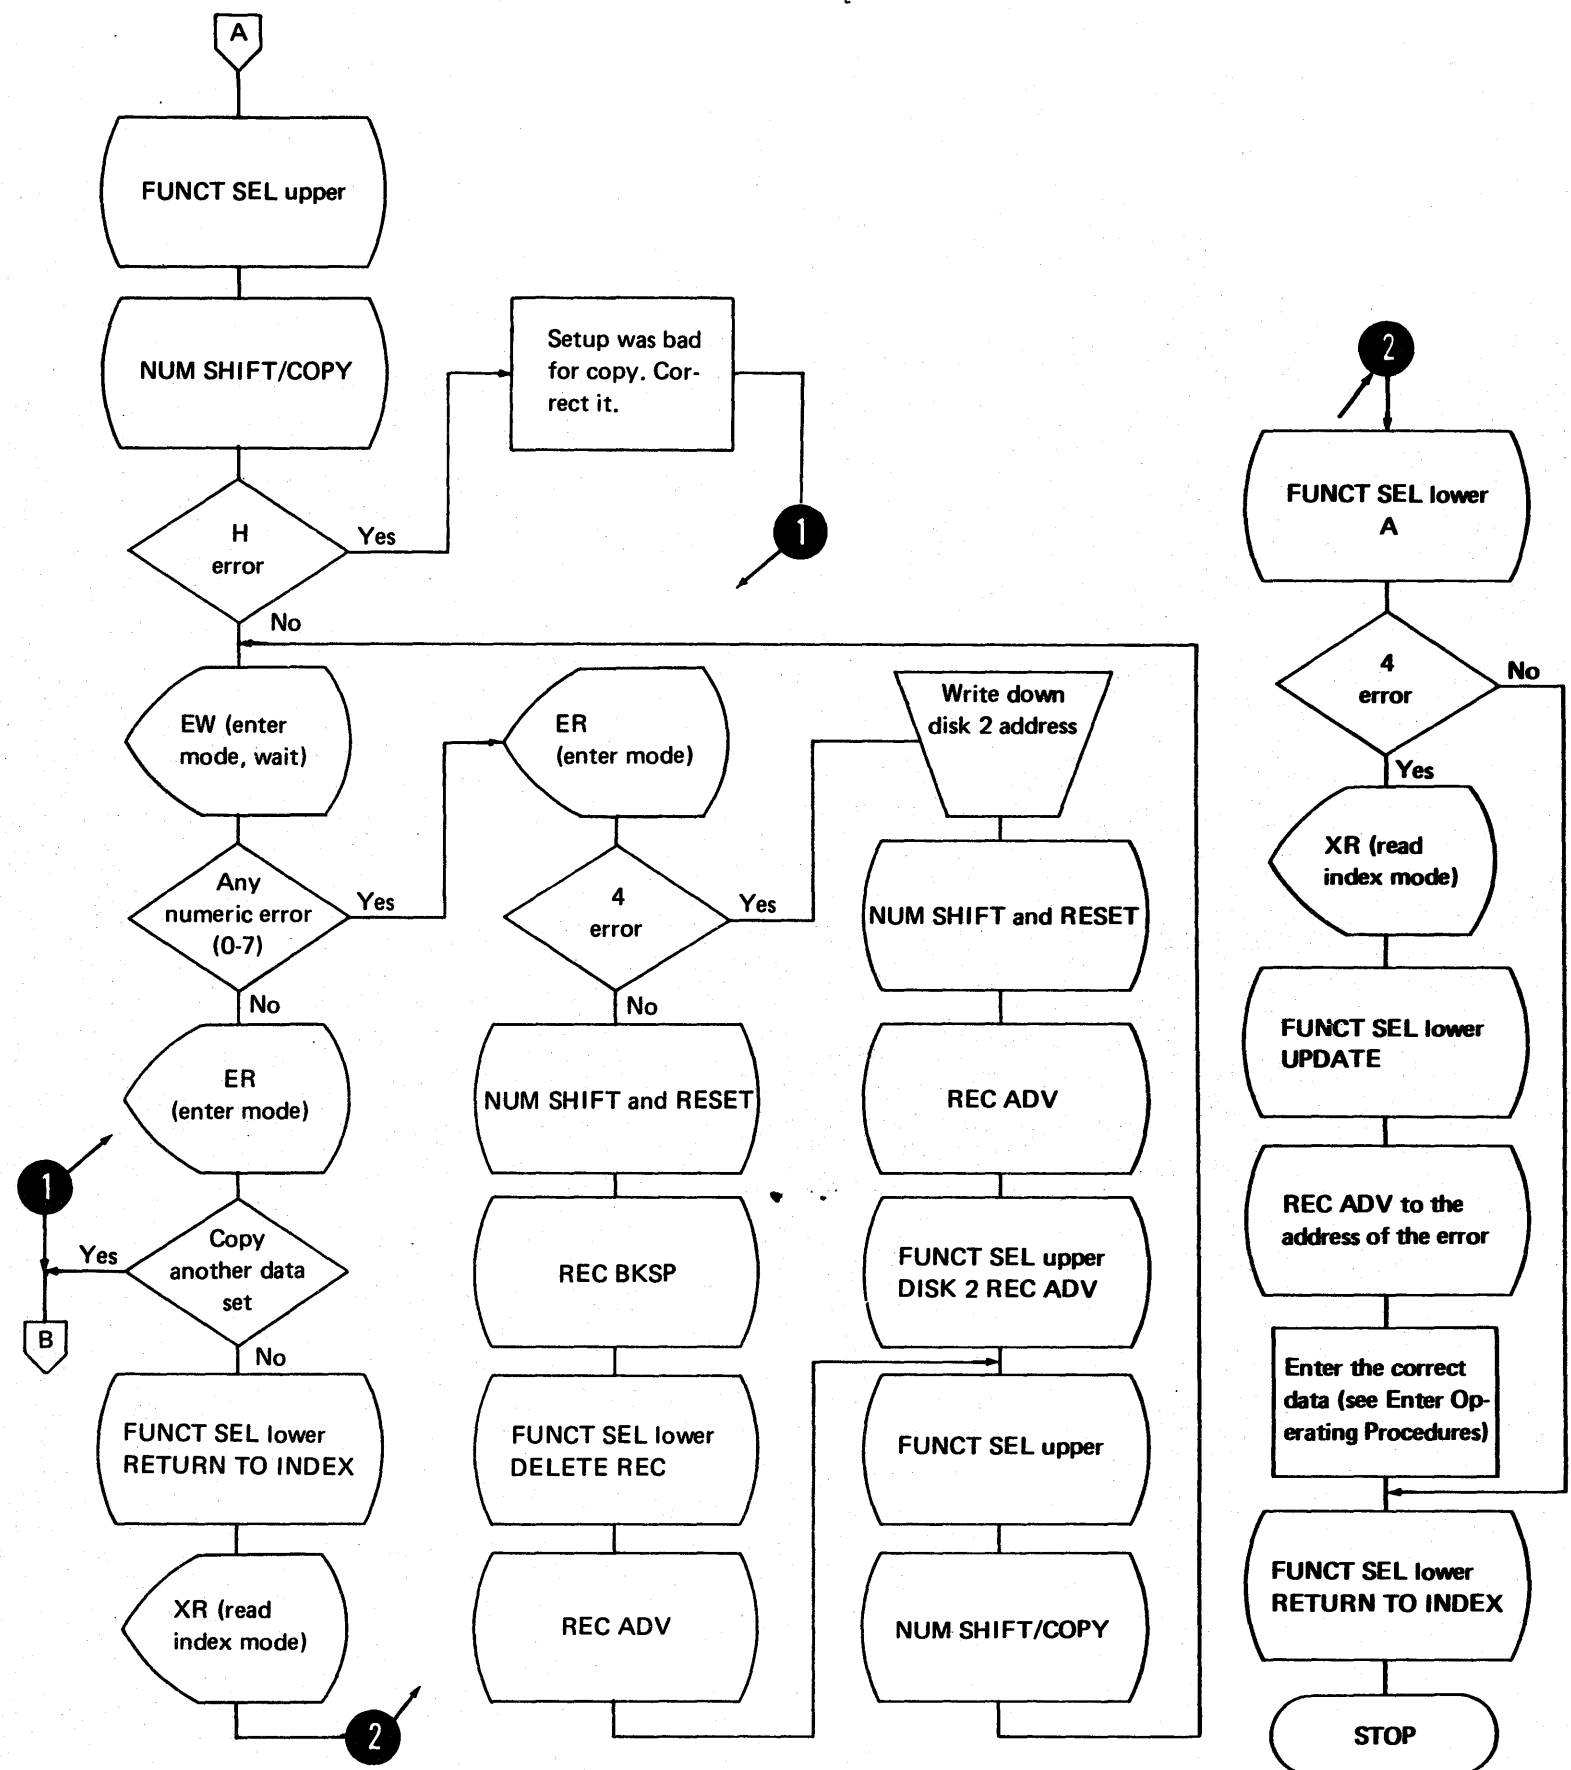 A
FUNCT SEL upper
NUM SHIFT/COPY
H
error
Yes
No
Setup was bad
for copy. Cor-
rect it.
1
EW (enter
mode, wait)
Any
numeric error
(0-7)
Yes
No
ER
(enter mode)
1
Copy
another data
set
Yes
B
No
FUNCT SEL lower
RETURN TO INDEX
XR (read
index mode)
2
ER
(enter mode)
4
error
Yes
No
NUM SHIFT and RESET
REC BKSP
FUNCT SEL lower
DELETE REC
REC ADV
Write down
disk 2 address
NUM SHIFT and RESET
REC ADV
FUNCT SEL upper
DISK 2 REC ADV
FUNCT SEL upper
NUM SHIFT/COPY
2
FUNCT SEL lower
A
4
error
No
Yes
XR (read
index mode)
FUNCT SEL lower
UPDATE
REC ADV to the
address of the error
Enter the correct
data (see Enter Op-
erating Procedures)
FUNCT SEL lower
RETURN TO INDEX
STOP